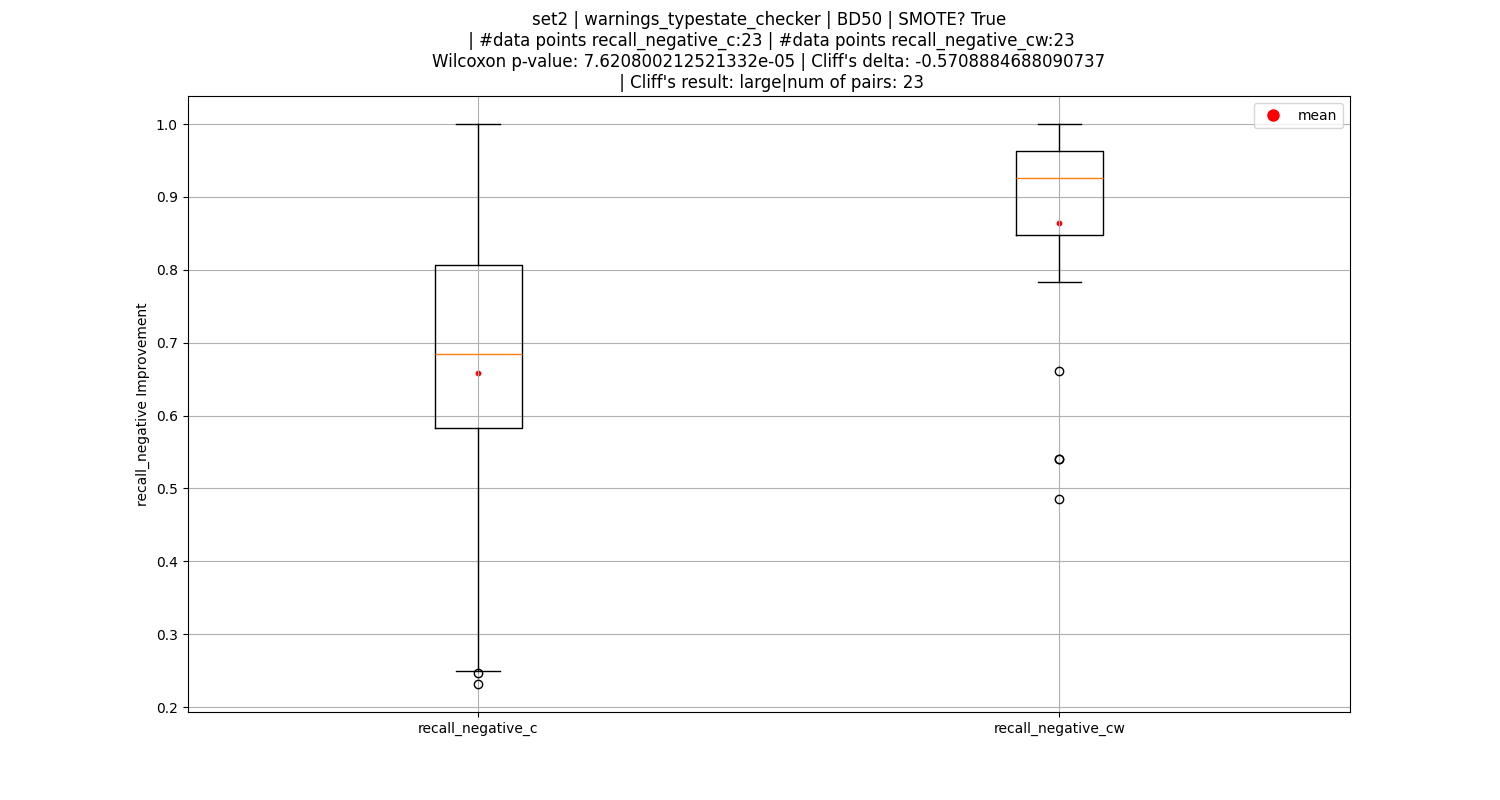 set2 | warnings_typestate_checker | BD50 | SMOTE? True
| #data points recall_negative_c:23 | #data points recall_negative_cw:23
Wilcoxon p-value: 7.620800212521332e-05 | Cliff's delta: -0.5708884688090737
| Cliff's result: large|num of pairs: 23
mean
1.0
0.9
0.8
0.7
0.6
0.5
0.4
0.3
0.2
recall_negative Improvement
recall_negative_c
recall_negative_cw